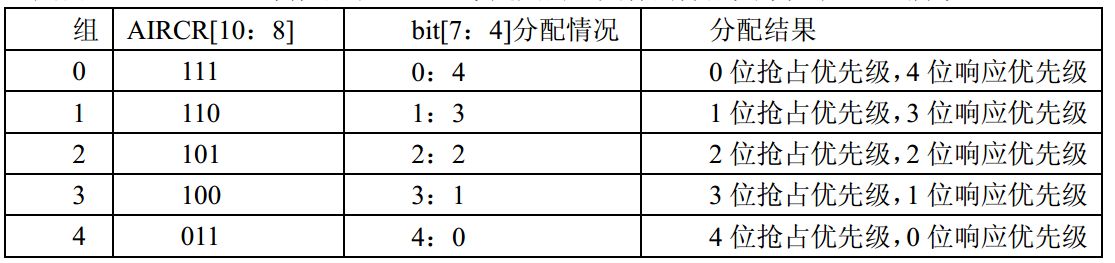 组 AIRCR[10：8] bit[7：4]分配情况 分配结果
0 111 0：4 0 位抢占优先级，4 位响应优先级
1 110 1：3 1 位抢占优先级，3 位响应优先级
2 101 2：2 2 位抢占优先级，2 位响应优先级
3 100 3：1 3 位抢占优先级，1 位响应优先级
4 011 4：0 4 位抢占优先级，0 位响应优先级